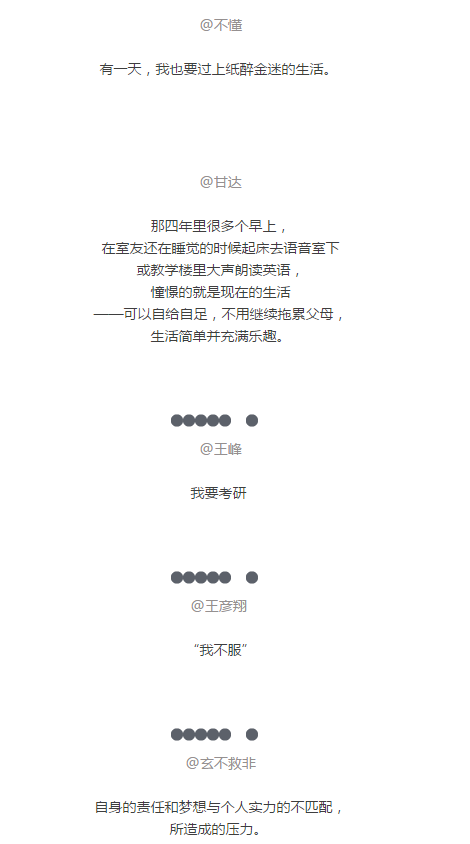 @不懂
有一天，我也要过上纸醉金迷的生活。
@甘达
那四年里很多个早上，
在室友还在睡觉的时候起床去语音室下
或教学楼里大声朗读英语，
憧憬的就是现在的生活
——可以自给自足，不用继续拖累父母，
生活简单并充满乐趣。
@王峰
我要考研
@王彦翔
“我不服”
@玄不救非
自身的责任和梦想与个人实力的不匹配，
所造成的压力。